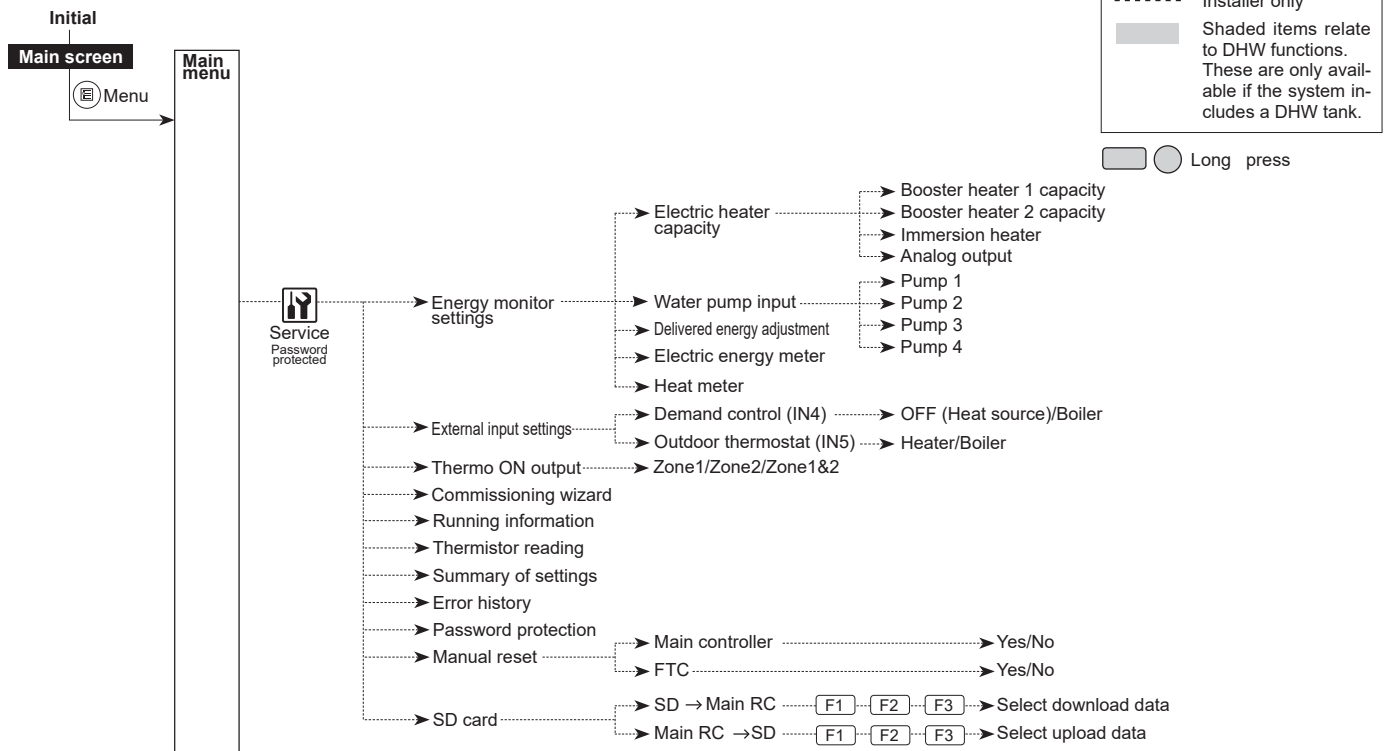 Initial
Main screen
Menu
Main
menu
Installer only
Shaded items relate
to DHW functions.
These are only avail-
able if the system in-
cludes a DHW tank.
Long press
Service
Password
protected
Energy monitor
settings
Electric heater
capacity
Booster heater 1 capacity
Booster heater 2 capacity
Immersion heater
Analog output
Water pump input
Pump 1
Pump 2
Pump 3
Pump 4
Delivered energy adjustment
Electric energy meter
Heat meter
External input settings
Demand control (IN4)
OFF (Heat source)/Boiler
Outdoor thermostat (IN5)
Heater/Boiler
Thermo ON output
Zone1/Zone2/Zone1&2
Commissioning wizard
Running information
Thermistor reading
Summary of settings
Error history
Password protection
Manual reset
Main controller
Yes/No
FTC
Yes/No
SD card
SD → Main RC F1 F2 F3 Select download data
Main RC → SD F1 F2 F3 Select upload data